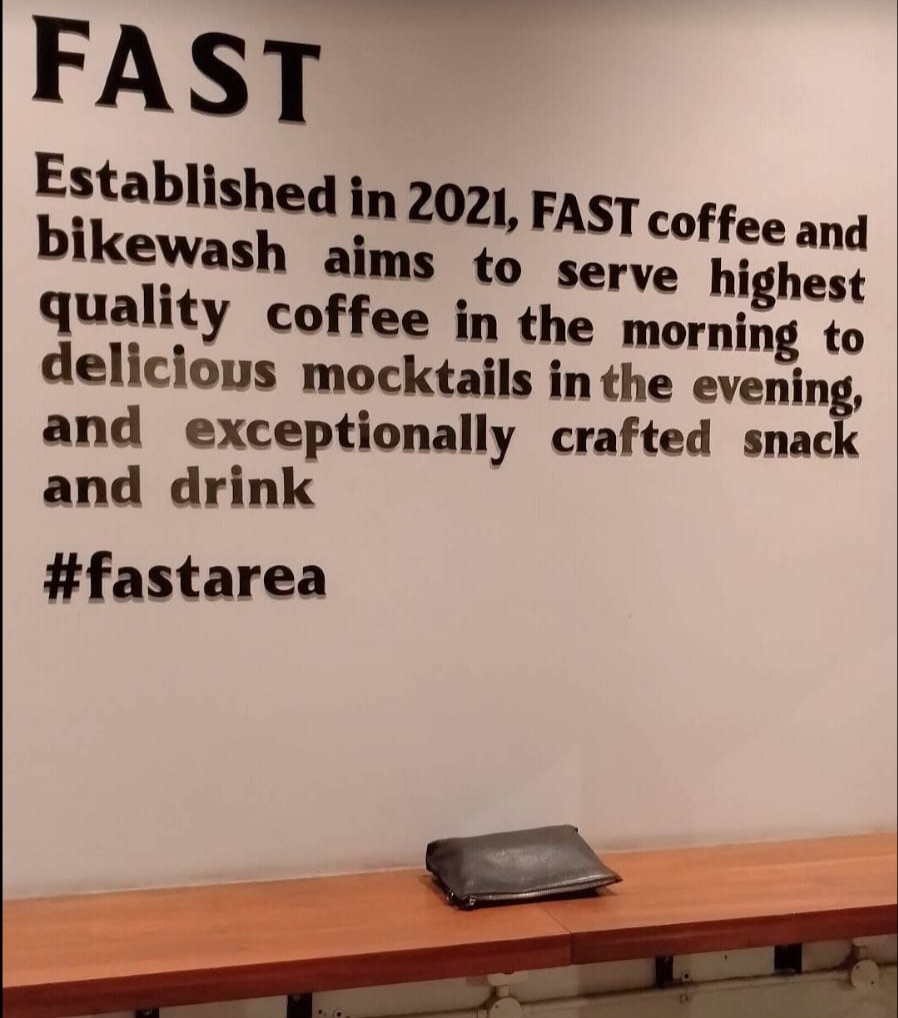 FAST
Established in 2021, FAST coffee and
bikewash aims to serve highest
quality coffee in the morning to
delicious mocktails in the evening,
and exceptionally crafted snack
and drink
#fastarea